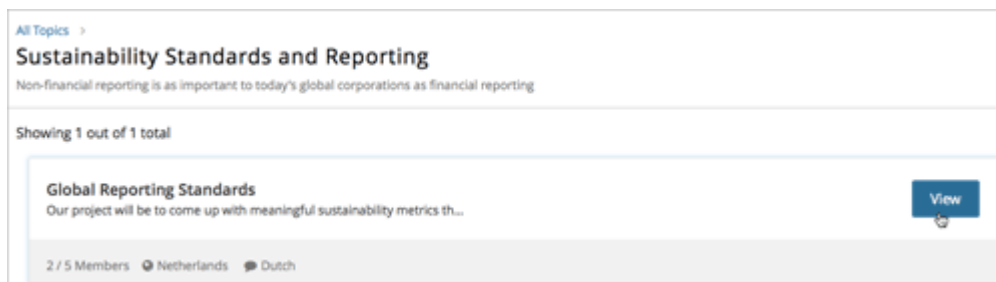 All Topics >
Sustainability Standards and Reporting
Non-financial reporting is as important to today's global corporations as financial reporting
Showing 1 out of 1 total
Global Reporting Standards
Our project will be to come up with meaningful sustainability metrics th...
View
2 / 5 Members Netherlands Dutch